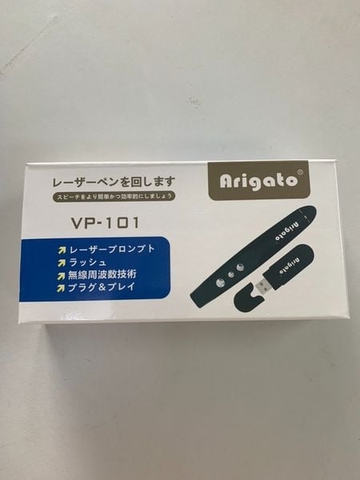 レーザーペンを回します
スピーチをより簡単かつ効率的にしましょう
Arigato®
VP-101
レーザープロンプト
ラッシュ
無線周波数技術
プラグ&プレイ
Arigato
Arigato